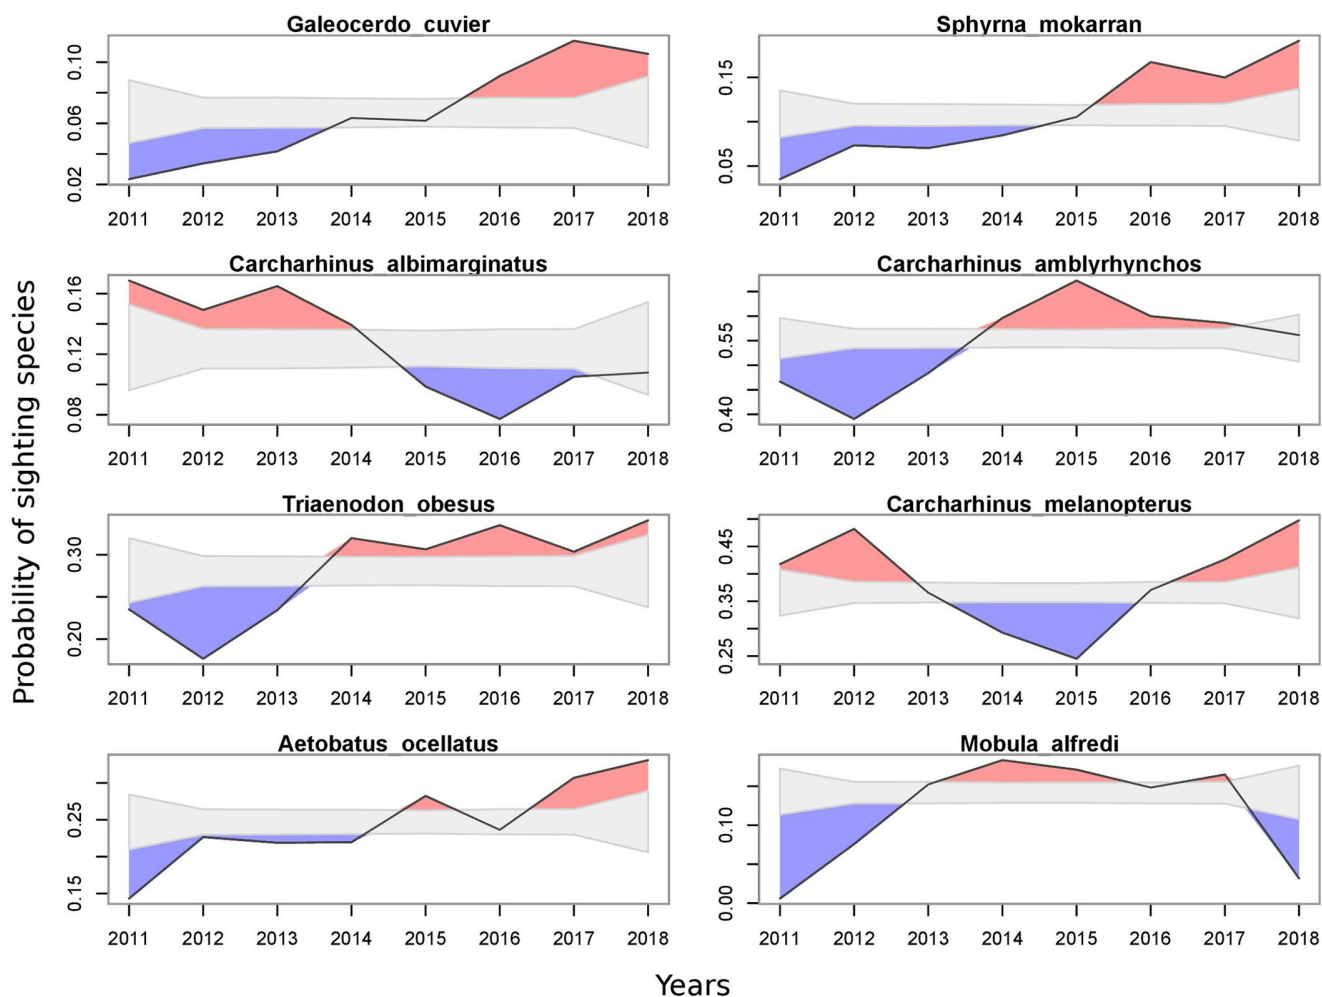 Galeocerdo_cuvier
0.10
0.06
0.02
2011 2012 2013 2014 2015 2016 2017 2018
Sphyrna_mokarran
0.15
0.05
2011 2012 2013 2014 2015 2016 2017 2018
Carcharhinus_albimarginatus
0.16
0.12
0.08
2011 2012 2013 2014 2015 2016 2017 2018
Carcharhinus_amblyrhynchos
0.55
0.40
2011 2012 2013 2014 2015 2016 2017 2018
Probability of sighting species
Triaenodon_obesus
0.30
0.20
2011 2012 2013 2014 2015 2016 2017 2018
Carcharhinus_melanopterus
0.45
0.35
0.25
2011 2012 2013 2014 2015 2016 2017 2018
Aetobatus_ocellatus
0.25
0.15
2011 2012 2013 2014 2015 2016 2017 2018
Mobula_alfredi
0.10
0.00
2011 2012 2013 2014 2015 2016 2017 2018
Years